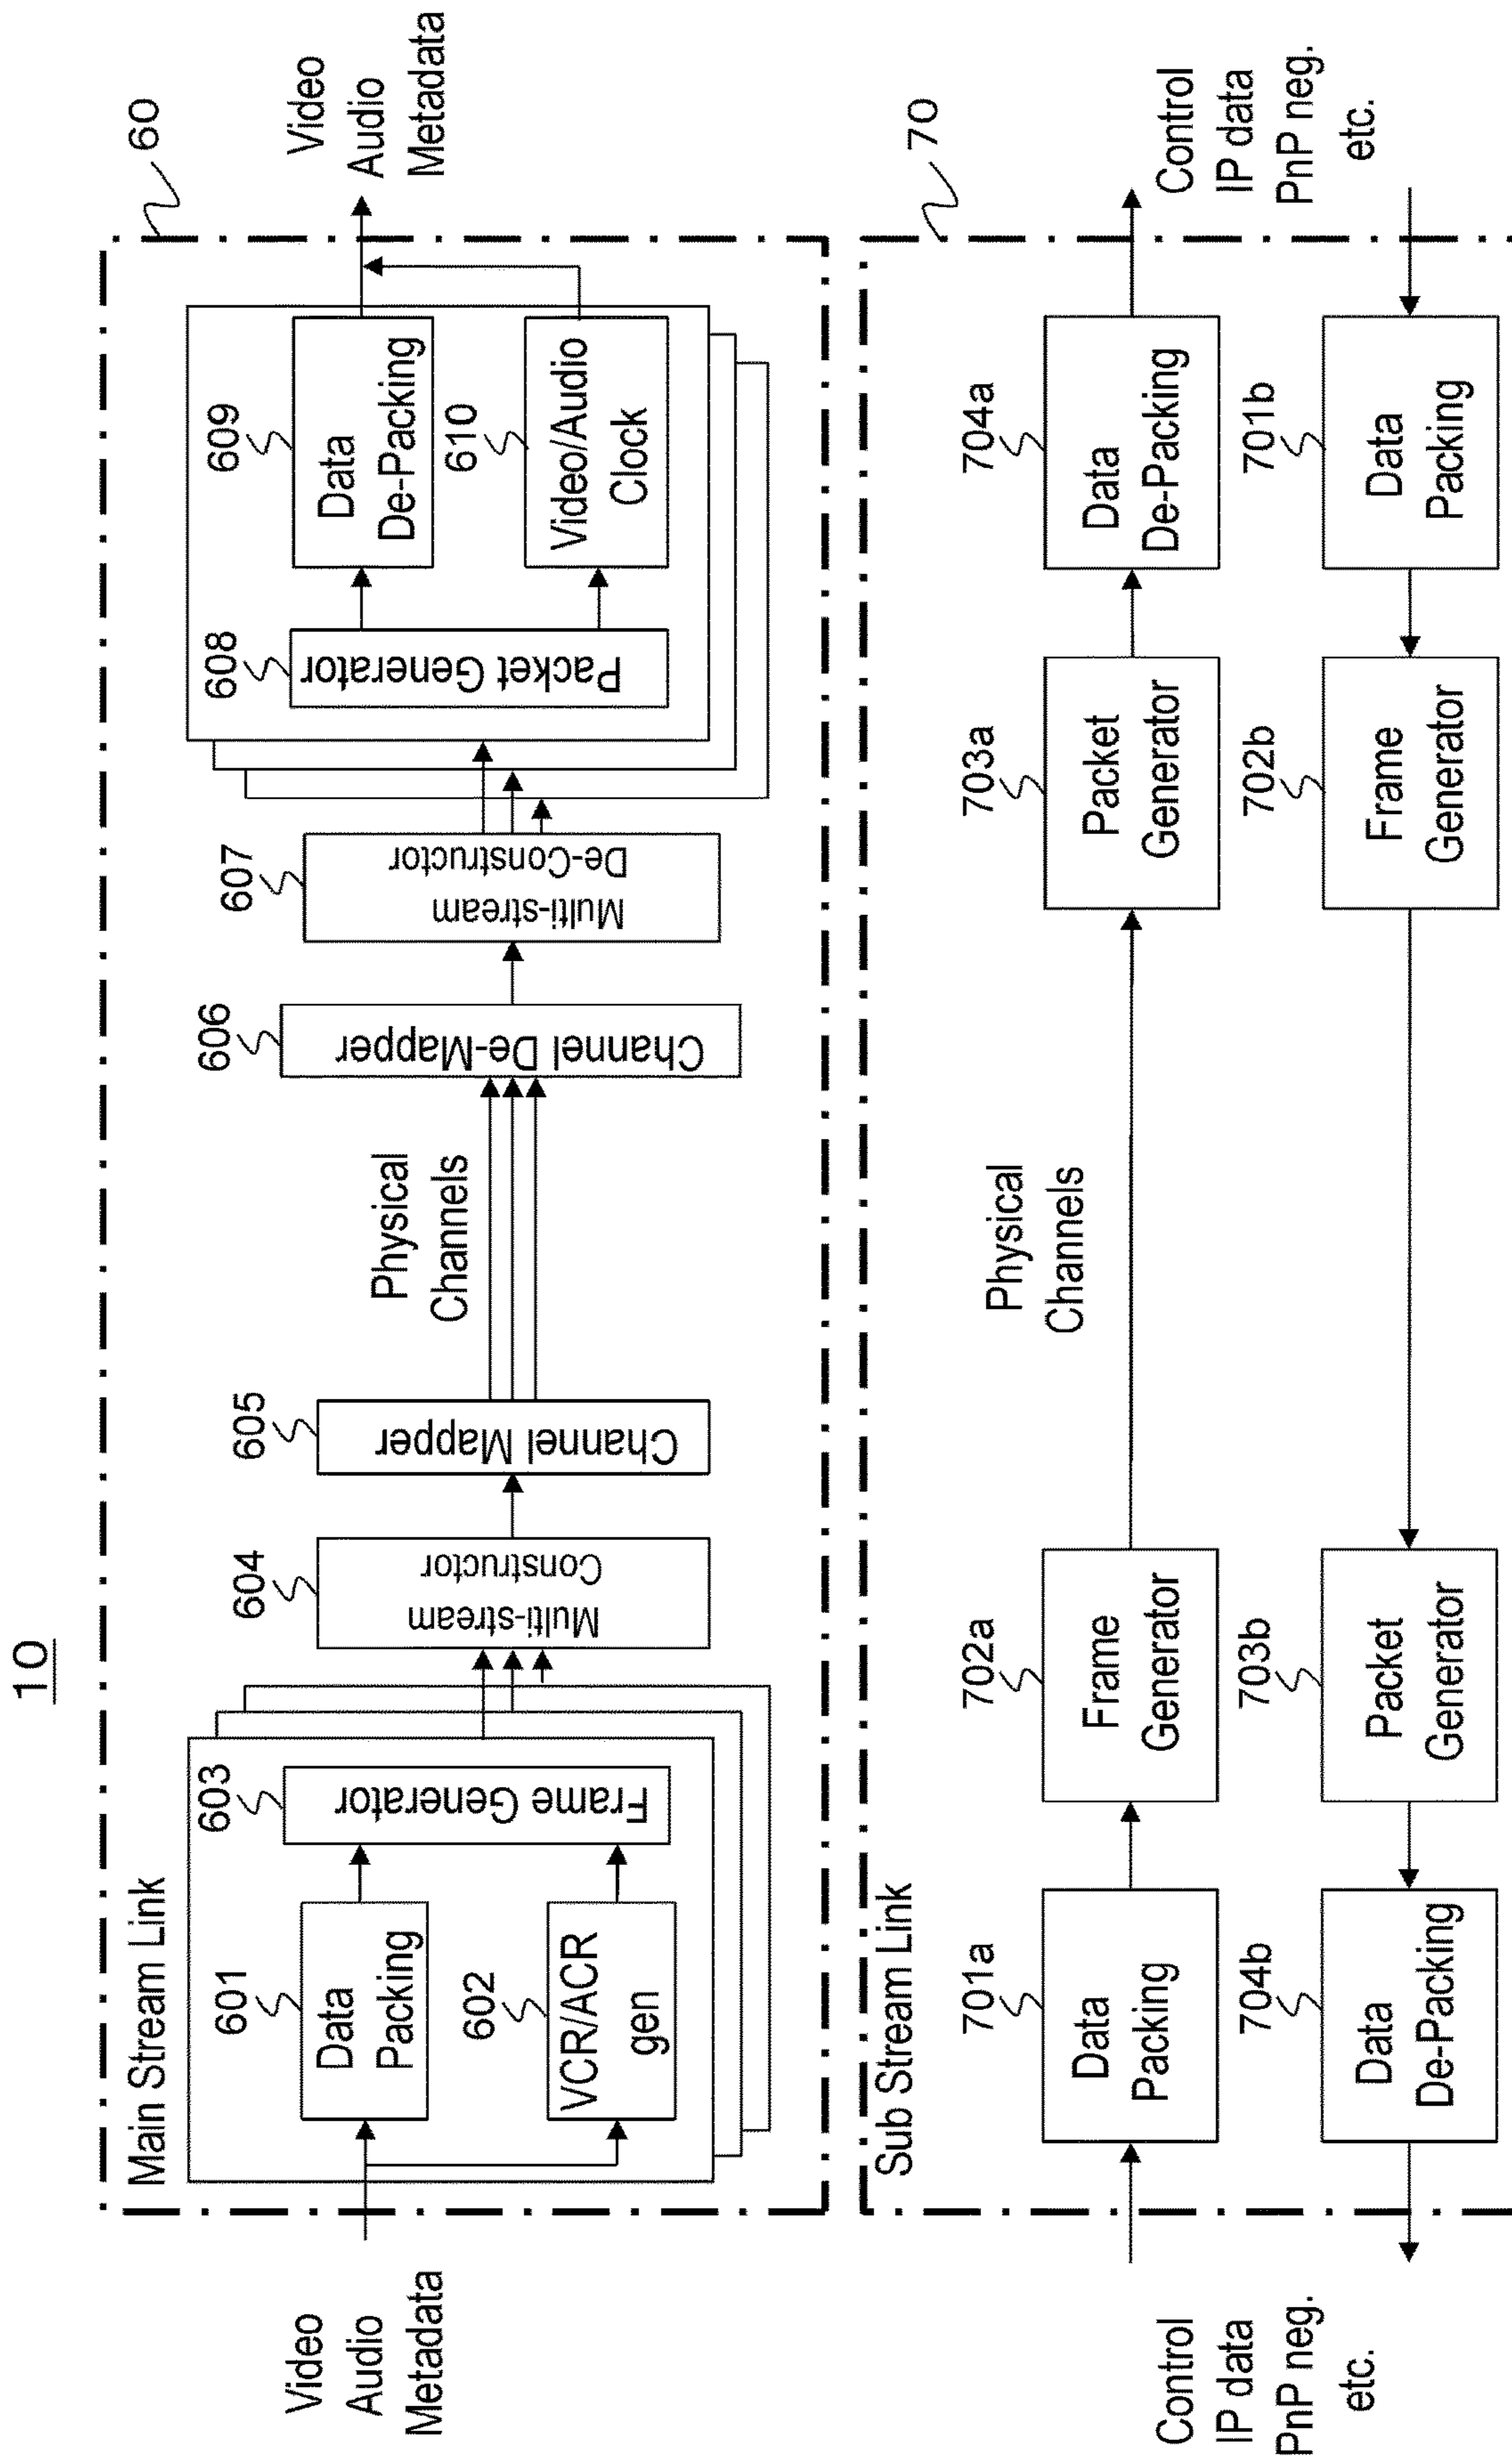 10
60
Main Stream Link
Video
Audio
Metadata
601
Data
Packing
602
VCR/ACR
gen
603
Frame Generator
604
Multi-stream
Constructor
605
Channel Mapper
Physical
Channels
606
Channel De-Mapper
607
Multi-stream
De-Constructor
608
Packet Generator
609
Data
De-Packing
610
Video/Audio
Clock
Video
Audio
Metadata
70
Sub Stream Link
Control
IP data
PnP neg.
etc.
701a
Data
Packing
702a
Frame
Generator
Physical
Channels
703a
Packet
Generator
704a
Data
De-Packing
Control
IP data
PnP neg.
etc.
704b
Data
De-Packing
703b
Packet
Generator
702b
Frame
Generator
701b
Data
Packing